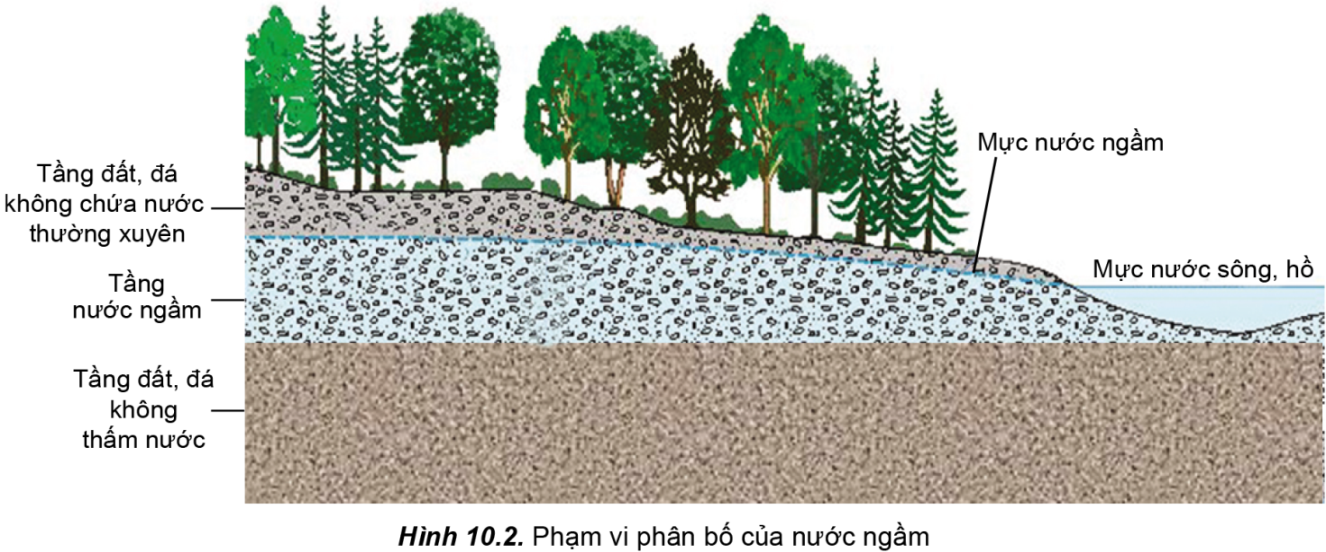 Mực nước ngầm
Tầng đất, đá
không chứa nước
thường xuyên
Mực nước sông, hồ
Tầng
nước ngầm
Tầng đất, đá
không
thấm nước
Hình 10.2. Phạm vi phân bố của nước ngầm